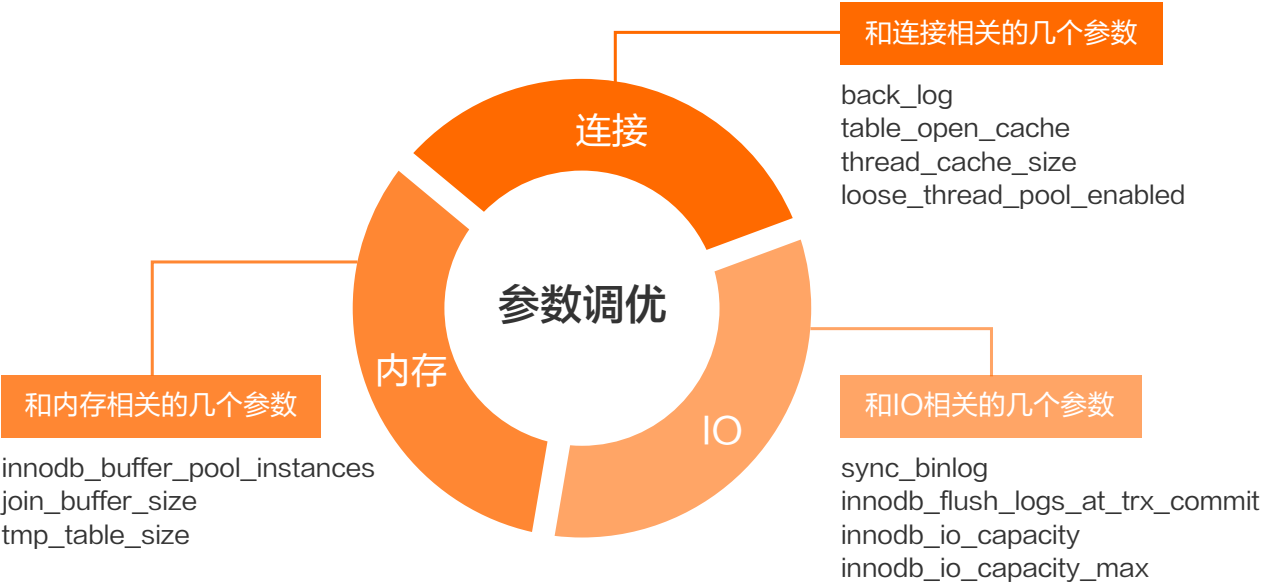 和连接相关的几个参数
back_log
table_open_cache
thread_cache_size
loose_thread_pool_enabled
连接
参数调优
内存
IO
和内存相关的几个参数
innodb_buffer_pool_instances
join_buffer_size
tmp_table_size
和IO相关的几个参数
sync_binlog
innodb_flush_logs_at_trx_commit
innodb_io_capacity
innodb_io_capacity_max